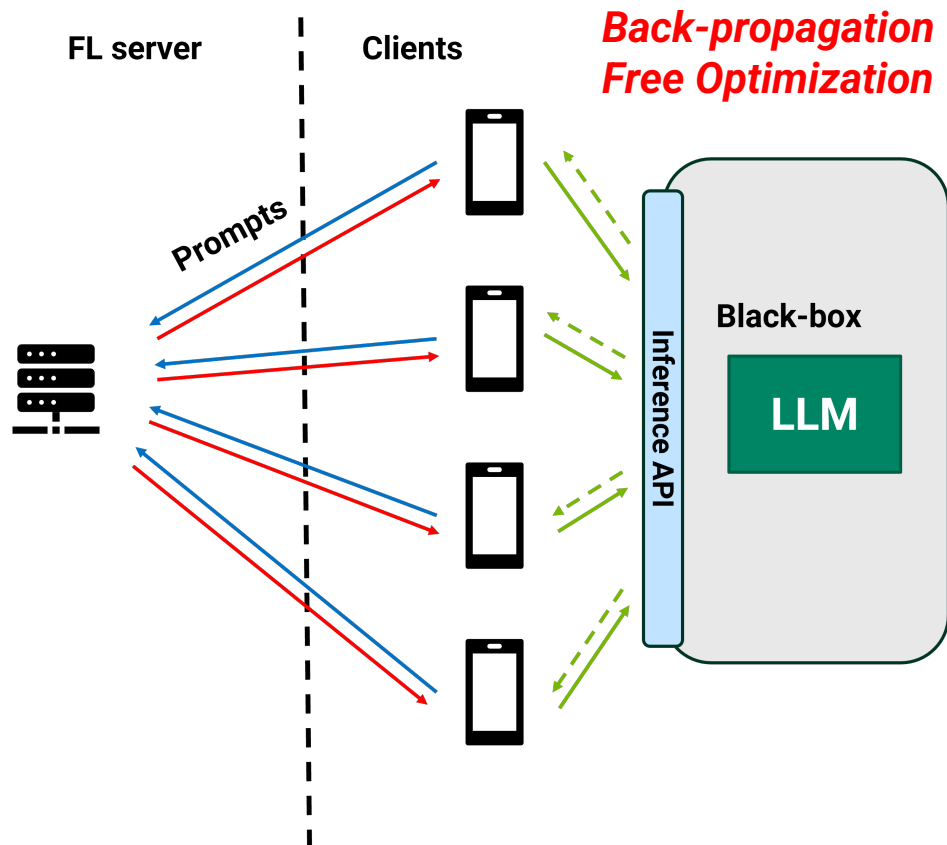 FL server
Clients
Back-propagation
Free Optimization
Prompts
Inference API
Black-box
LLM